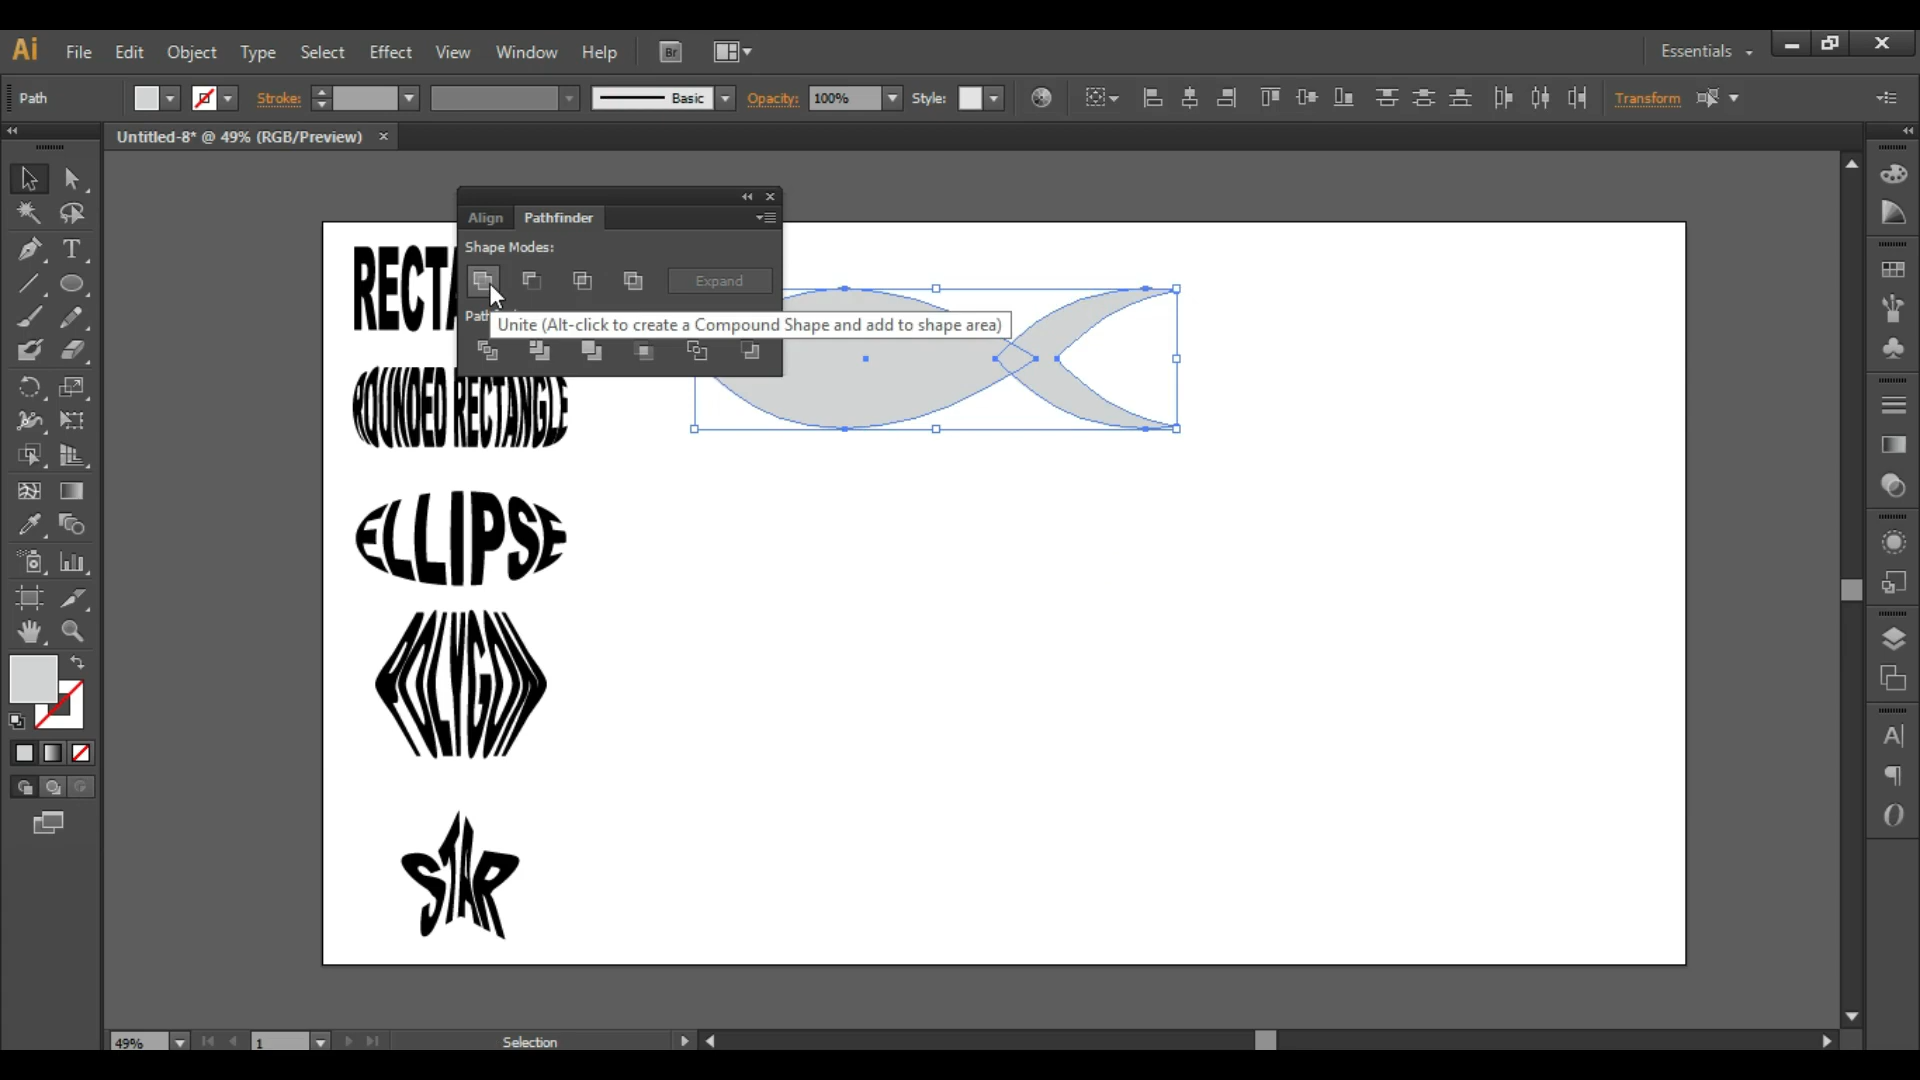 Ai File Edit Object Type Select Effect View Window Help Br Essentials
Path Stroke: Basic Opacity: 100% Style: Transform
Untitled-8* @ 49% (RGB/Preview)
Align Pathfinder
Shape Modes:
Expand
Unite (Alt-click to create a Compound Shape and add to shape area)
RECTA
ROUNDED RECTANGLE
ELLIPSE
POLYGON
STAR
49% 1 Selection